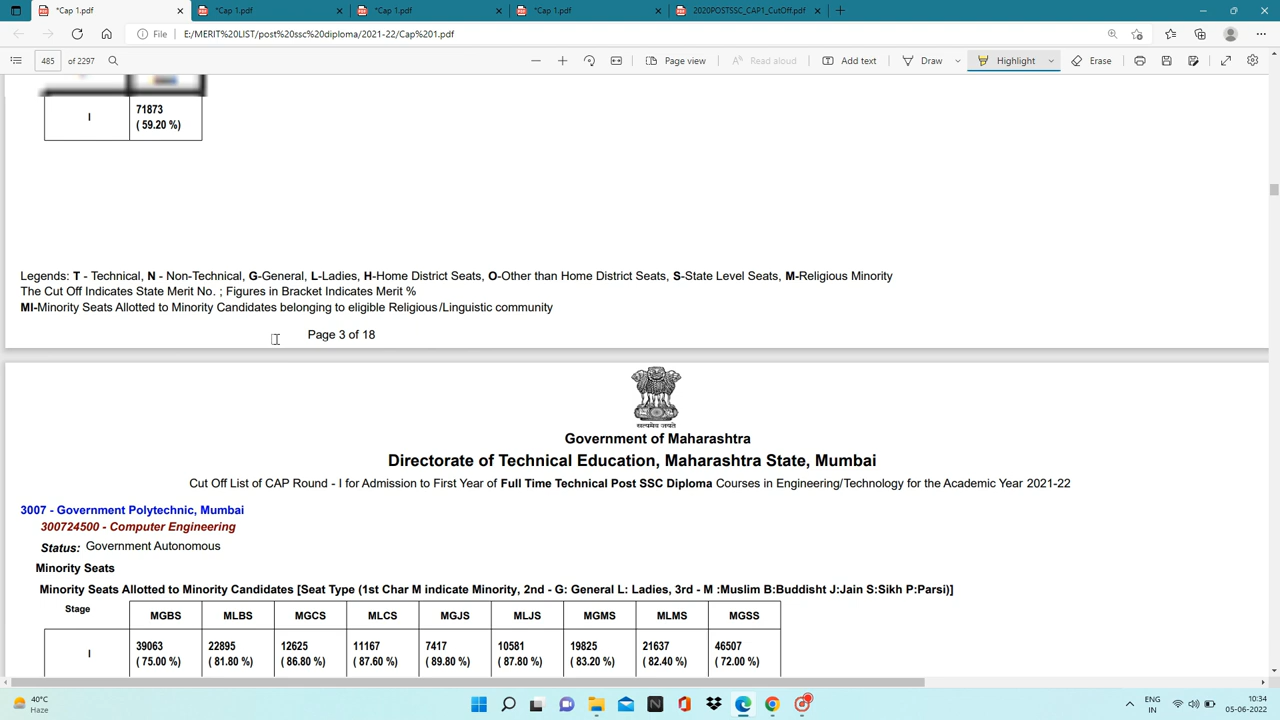 *Cap 1.pdf
*Cap 1.pdf
*Cap 1.pdf
*Cap 1.pdf
2020POSTSSC_CAP1_CutOff.pdf
File
E:/MERIT LIST/post%20ssc%20diploma/2021-22/Cap%201.pdf
485 of 2297
Page view
Read aloud
Add text
Draw
Highlight
Erase
I
71873
( 59.20 %)
Legends: T - Technical, N - Non-Technical, G-General, L-Ladies, H-Home District Seats, O-Other than Home District Seats, S-State Level Seats, M-Religious Minority
The Cut Off Indicates State Merit No. ; Figures in Bracket Indicates Merit %
MI-Minority Seats Allotted to Minority Candidates belonging to eligible Religious/Linguistic community
Page 3 of 18
सत्यमेव जयते
Government of Maharashtra
Directorate of Technical Education, Maharashtra State, Mumbai
Cut Off List of CAP Round - I for Admission to First Year of Full Time Technical Post SSC Diploma Courses in Engineering/Technology for the Academic Year 2021-22
3007 - Government Polytechnic, Mumbai
300724500 - Computer Engineering
Status: Government Autonomous
Minority Seats
Minority Seats Allotted to Minority Candidates [Seat Type (1st Char M indicate Minority, 2nd - G: General L: Ladies, 3rd - M :Muslim B:Buddisht J:Jain S:Sikh P:Parsi)]
Stage MGBS MLBS MGCS MLCS MGJS MLJS MGMS MLMS MGSS
I 39063 22895 12625 11167 7417 10581 19825 21637 46507
( 75.00 %) ( 81.80 %) ( 86.80 %) ( 87.60 %) ( 89.80 %) ( 87.80 %) ( 83.20 %) ( 82.40 %) ( 72.00 %)
40°C
Haze
ENG
IN
10:34
05-06-2022